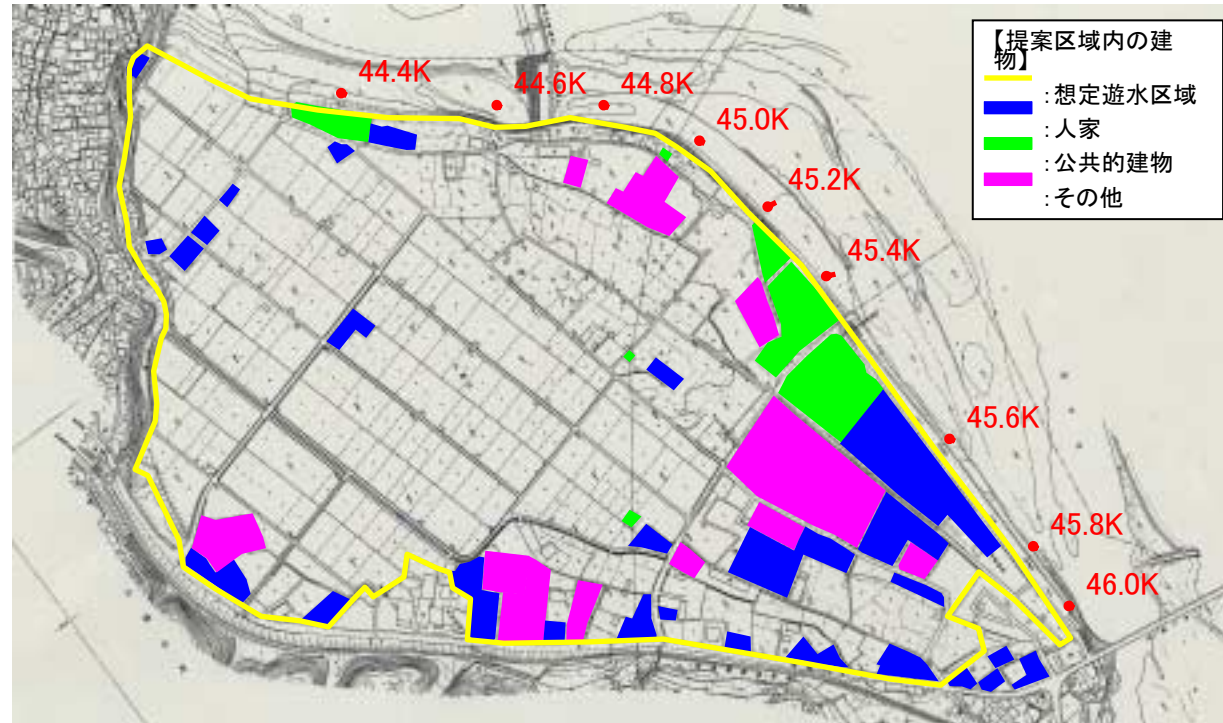 【提案区域内の建
物】
：想定遊水区域
：人家
：公共的建物
：その他
44.4K
44.6K
44.8K
45.0K
45.2K
45.4K
45.6K
45.8K
46.0K